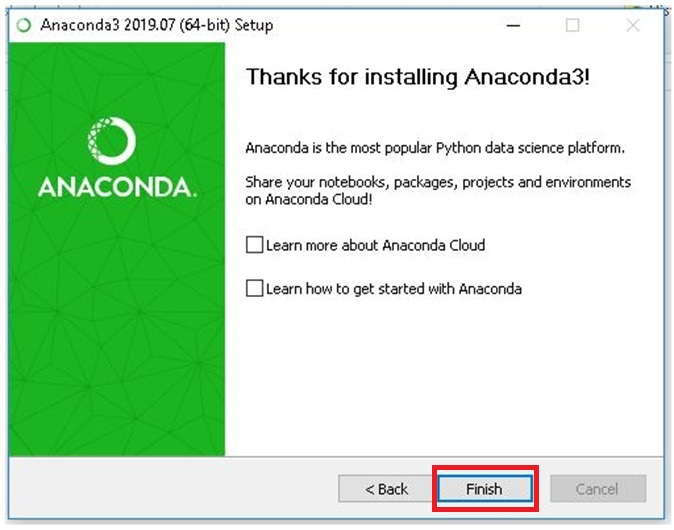 Anaconda3 2019.07 (64-bit) Setup
Thanks for installing Anaconda3!
ANACONDA.
Anaconda is the most popular Python data science platform.
Share your notebooks, packages, projects and environments
on Anaconda Cloud!
Learn more about Anaconda Cloud
Learn how to get started with Anaconda
< Back
Finish
Cancel